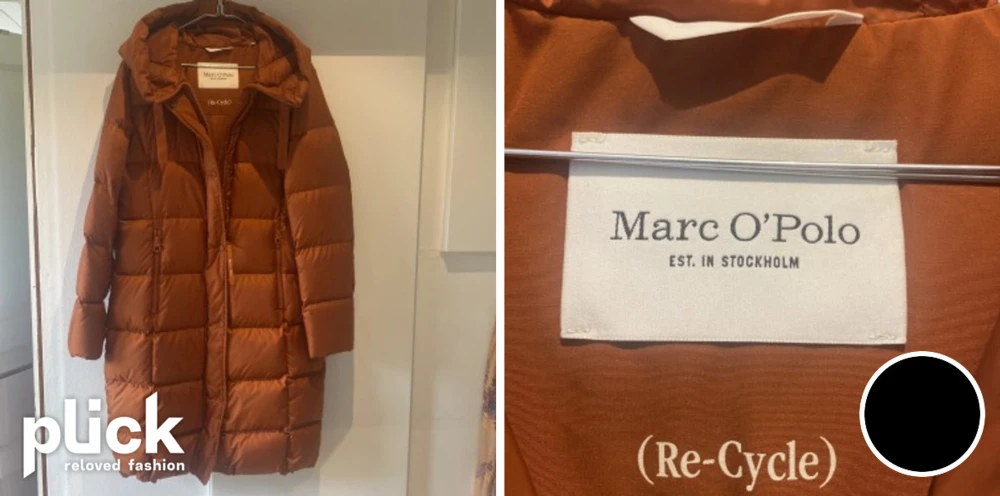 Marc O'Polo
(Re-Cycle)
plick
reloved fashion
Marc O'Polo
EST. IN STOCKHOLM
(Re-Cycle)